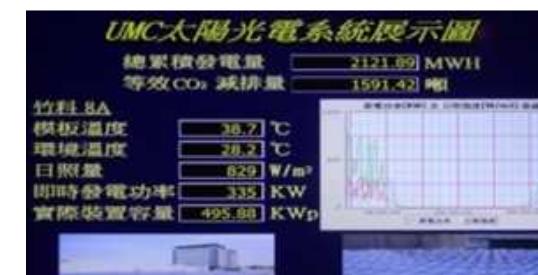 UMC太陽光電系統展示圖
總累積發電量 2121.89 MWH
等效CO₂ 減排量 1591.42 噸
竹科 8A
模板溫度 38.7 ℃
環境溫度 28.2 ℃
日照量 829 W/m²
即時發電功率 335 KW
實際裝置容量 495.88 KWp